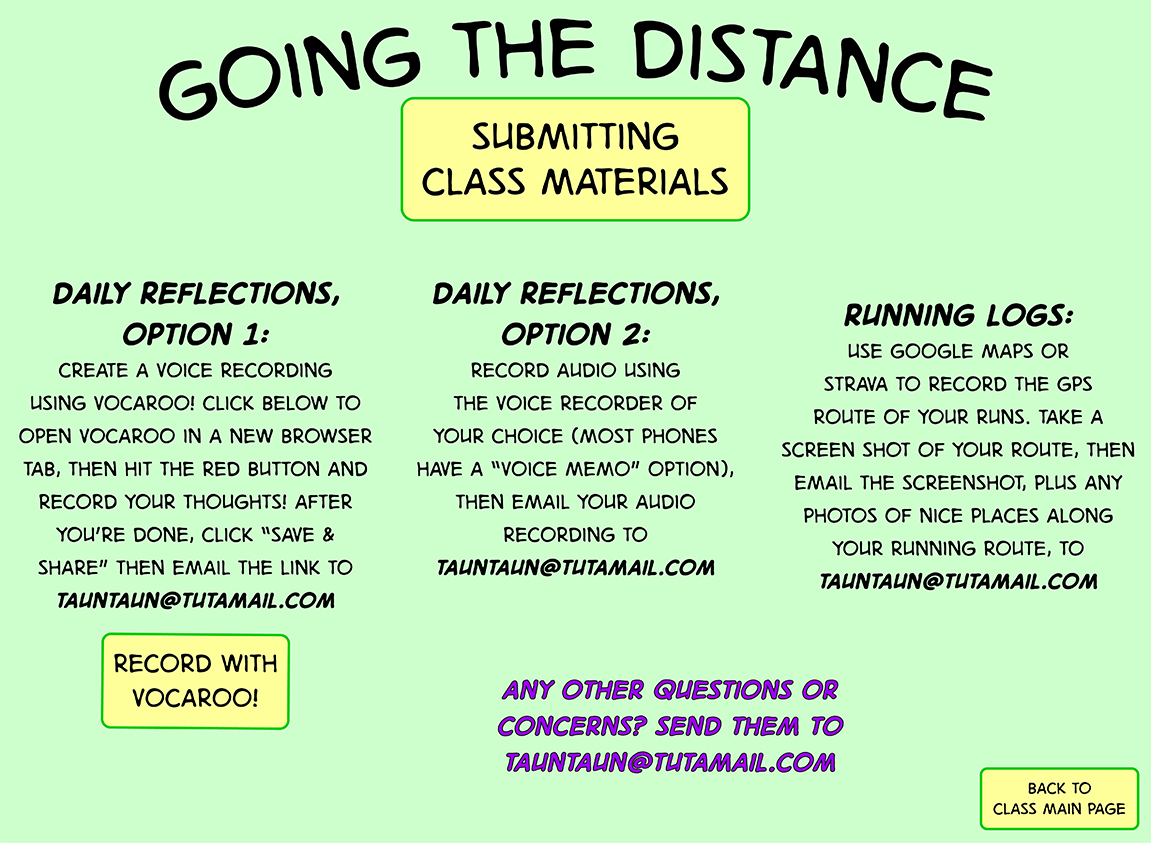 GOING THE DISTANCE
SUBMITTING
CLASS MATERIALS
DAILY REFLECTIONS,
OPTION 1:
CREATE A VOICE RECORDING
USING VOCAROO! CLICK BELOW TO
OPEN VOCAROO IN A NEW BROWSER
TAB, THEN HIT THE RED BUTTON AND
RECORD YOUR THOUGHTS! AFTER
YOU'RE DONE, CLICK "SAVE &
SHARE" THEN EMAIL THE LINK TO
TAUNTAUN@TUTAMAIL.COM
RECORD WITH
VOCAROO!
DAILY REFLECTIONS,
OPTION 2:
RECORD AUDIO USING
THE VOICE RECORDER OF
YOUR CHOICE (MOST PHONES
HAVE A "VOICE MEMO" OPTION),
THEN EMAIL YOUR AUDIO
RECORDING TO
TAUNTAUN@TUTAMAIL.COM
RUNNING LOGS:
USE GOOGLE MAPS OR
STRAVA TO RECORD THE GPS
ROUTE OF YOUR RUNS. TAKE A
SCREEN SHOT OF YOUR ROUTE, THEN
EMAIL THE SCREENSHOT, PLUS ANY
PHOTOS OF NICE PLACES ALONG
YOUR RUNNING ROUTE, TO
TAUNTAUN@TUTAMAIL.COM
ANY OTHER QUESTIONS OR
CONCERNS? SEND THEM TO
TAUNTAUN@TUTAMAIL.COM
BACK TO
CLASS MAIN PAGE